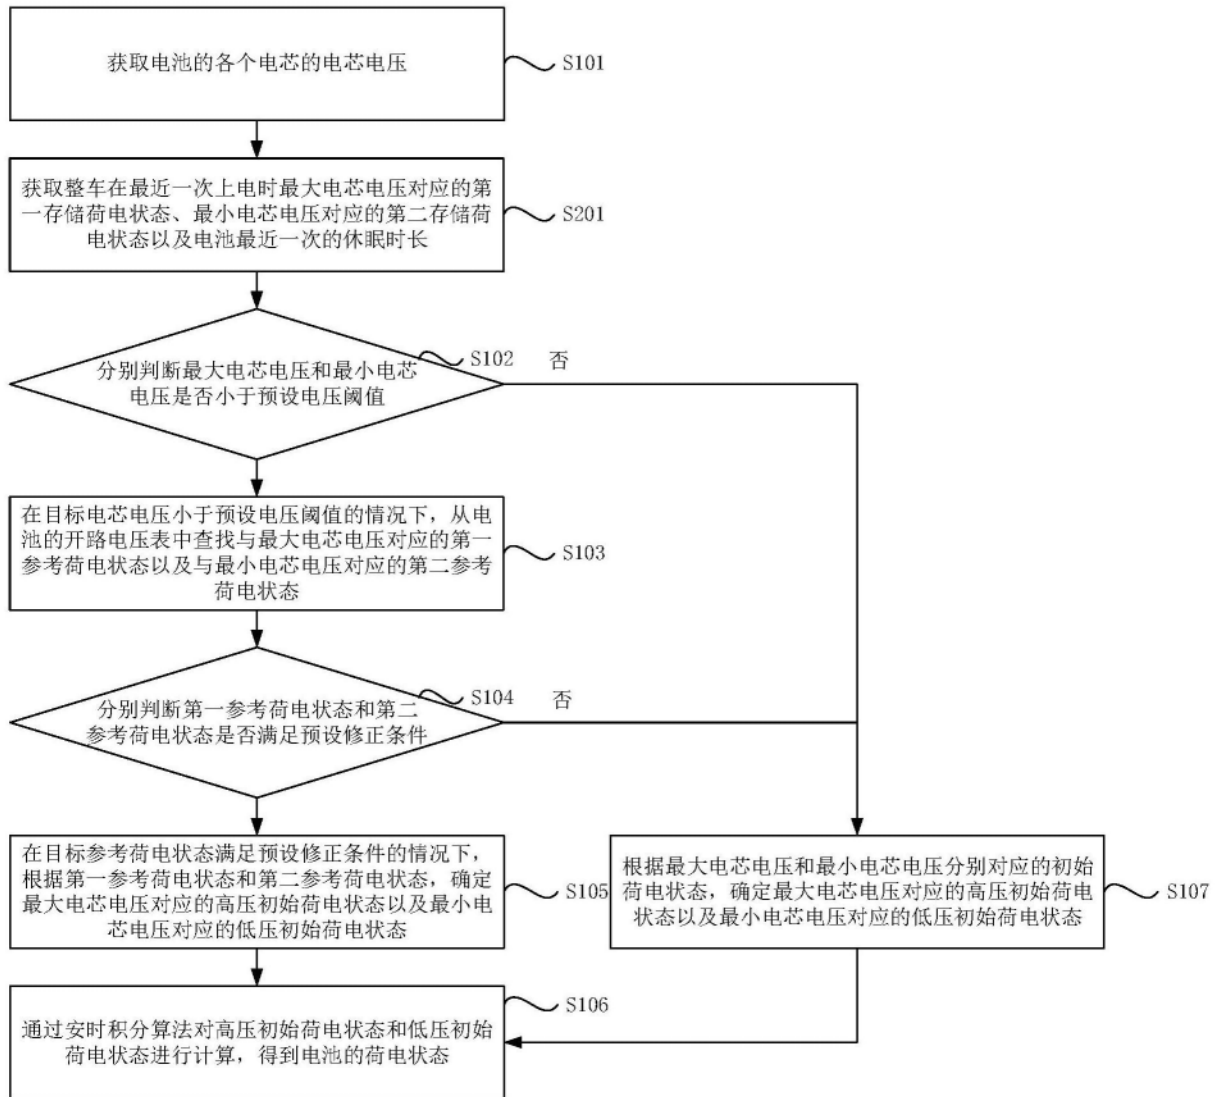 获取电池的各个电芯的电芯电压
S101
获取整车在最近一次上电时最大电芯电压对应的第
一存储荷电状态、最小电芯电压对应的第二存储荷
电状态以及电池最近一次的休眠时长
S201
分别判断最大电芯电压和最小电芯
电压是否小于预设电压阈值
S102
否
在目标电芯电压小于预设电压阈值的情况下，从电
池的开路电压表中查找与最大电芯电压对应的第一
参考荷电状态以及与最小电芯电压对应的第二参考
荷电状态
S103
分别判断第一参考荷电状态和第二
参考荷电状态是否满足预设修正条件
S104
否
在目标参考荷电状态满足预设修正条件的情况下，
根据第一参考荷电状态和第二参考荷电状态，确定
最大电芯电压对应的高压初始荷电状态以及最小电
芯电压对应的低压初始荷电状态
S105
根据最大电芯电压和最小电芯电压分别对应的初始
荷电状态，确定最大电芯电压对应的高压初始荷电
状态以及最小电芯电压对应的低压初始荷电状态
S107
通过安时积分算法对高压初始荷电状态和低压初始
荷电状态进行计算，得到电池的荷电状态
S106